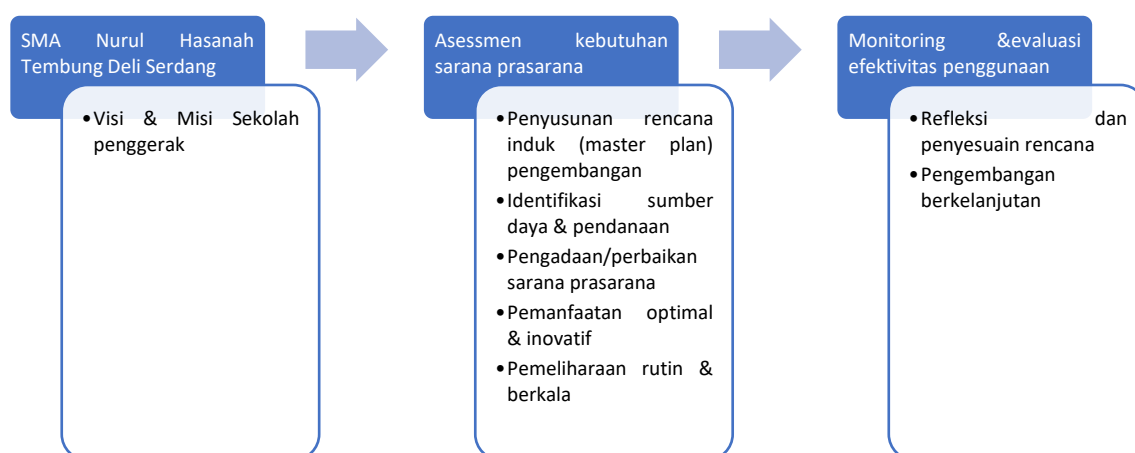 SMA Nurul Hasanah
Tembung Deli Serdang
•Visi & Misi Sekolah
penggerak
Asessmen kebutuhan
sarana prasarana
•Penyusunan rencana
induk (master plan)
pengembangan
•Identifikasi sumber
daya & pendanaan
•Pengadaan/perbaikan
sarana prasarana
•Pemanfaatan optimal
& inovatif
•Pemeliharaan rutin &
berkala
Monitoring &evaluasi
efektivitas penggunaan
•Refleksi dan
penyesuain rencana
•Pengembangan
berkelanjutan